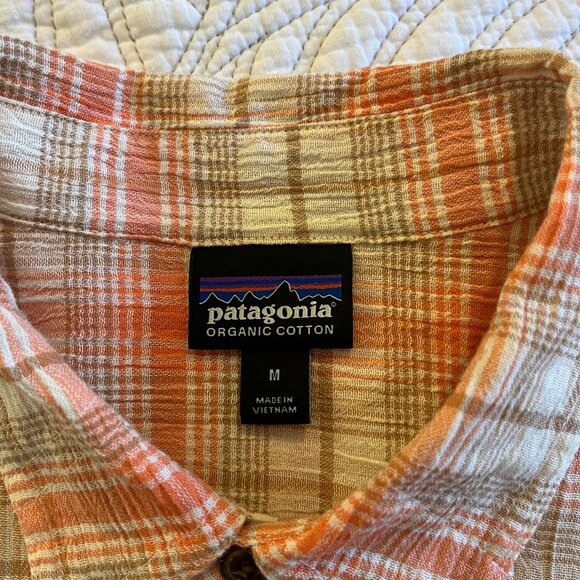 patagonia®
ORGANIC COTTON
M
MADE IN
VIETNAM